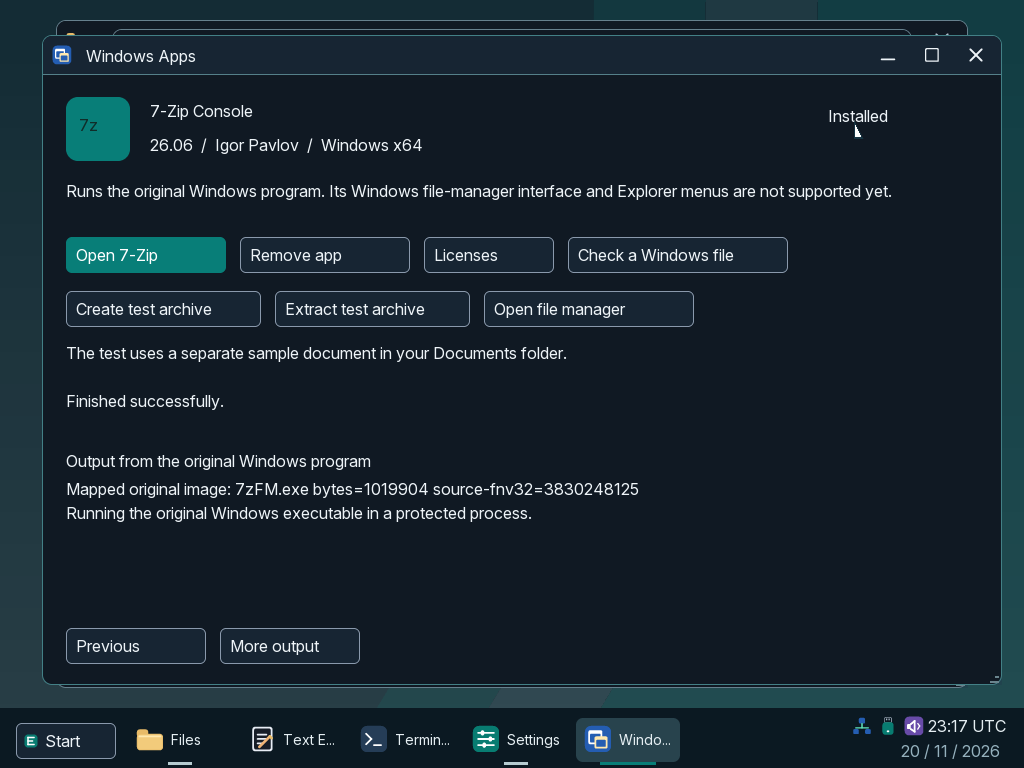 Windows Apps
7z
7-Zip Console
Installed
26.06 / Igor Pavlov / Windows x64
Runs the original Windows program. Its Windows file-manager interface and Explorer menus are not supported yet.
Open 7-Zip
Remove app
Licenses
Check a Windows file
Create test archive
Extract test archive
Open file manager
The test uses a separate sample document in your Documents folder.
Finished successfully.
Output from the original Windows program
Mapped original image: 7zFM.exe bytes=1019904 source-fnv32=3830248125
Running the original Windows executable in a protected process.
Previous
More output
E Start
Files
Text E...
Termin...
Settings
Windo...
23:17 UTC
20 / 11 / 2026